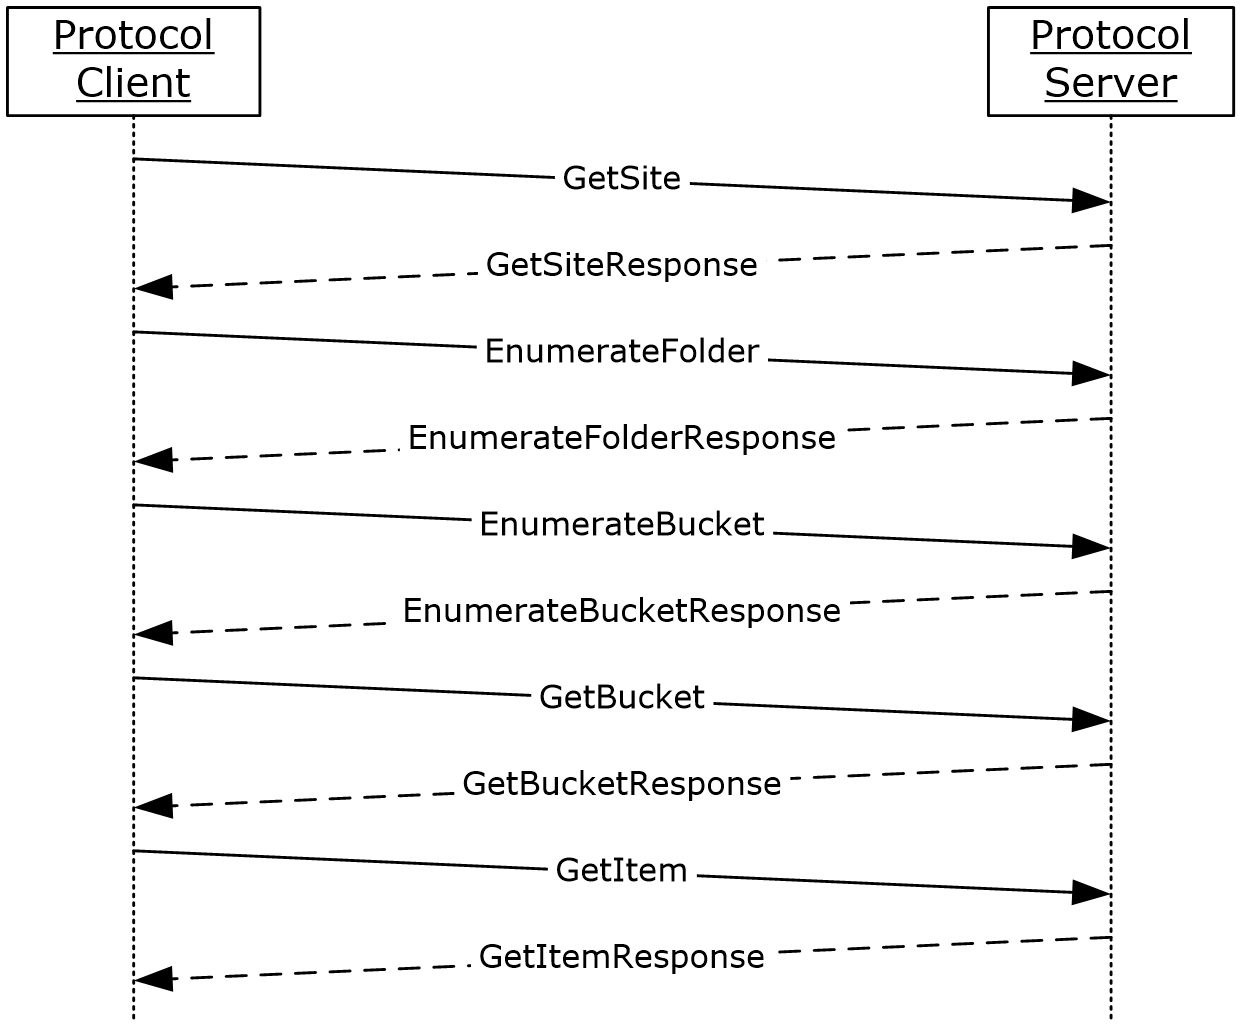 Protocol
Client
Protocol
Server
GetSite
GetSiteResponse
EnumerateFolder
EnumerateFolderResponse
EnumerateBucket
EnumerateBucketResponse
GetBucket
GetBucketResponse
GetItem
GetItemResponse